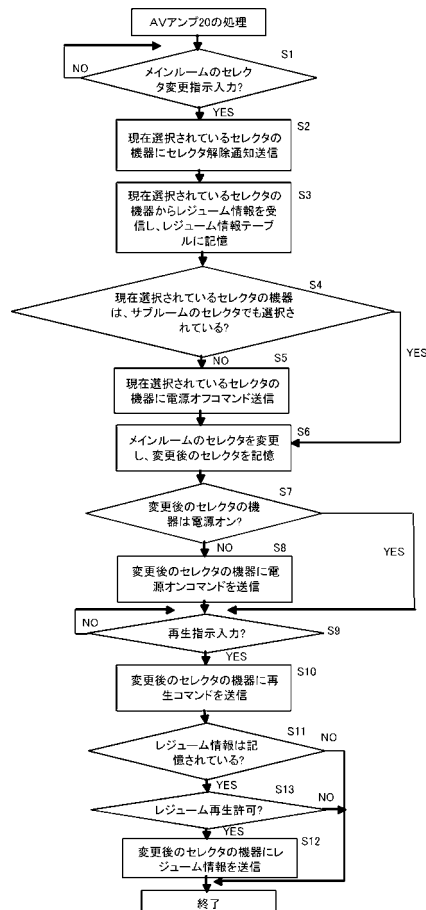 AVアンプ20の処理
S1
NO
メインルームのセレク
タ変更指示入力?
YES
S2
現在選択されているセレクタの
機器にセレクタ解除通知送信
S3
現在選択されているセレクタの
機器からレジューム情報を受
信し、レジューム情報テーブ
ルに記憶
S4
現在選択されているセレクタの機器
は、サブルームのセレクタでも選択さ
れている?
YES
NO
S5
現在選択されているセレクタの
機器に電源オフコマンド送信
S6
メインルームのセレクタを変更
し、変更後のセレクタを記憶
S7
変更後のセレクタの機
器は電源オン?
YES
NO
S8
変更後のセレクタの機器に電
源オンコマンドを送信
NO
再生指示入力?
S9
YES
S10
変更後のセレクタの機器に再
生コマンドを送信
S11
NO
レジューム情報は記
憶されている?
YES
S13
レジューム再生許可?
NO
YES
S12
変更後のセレクタの機器にレ
ジューム情報を送信
終了